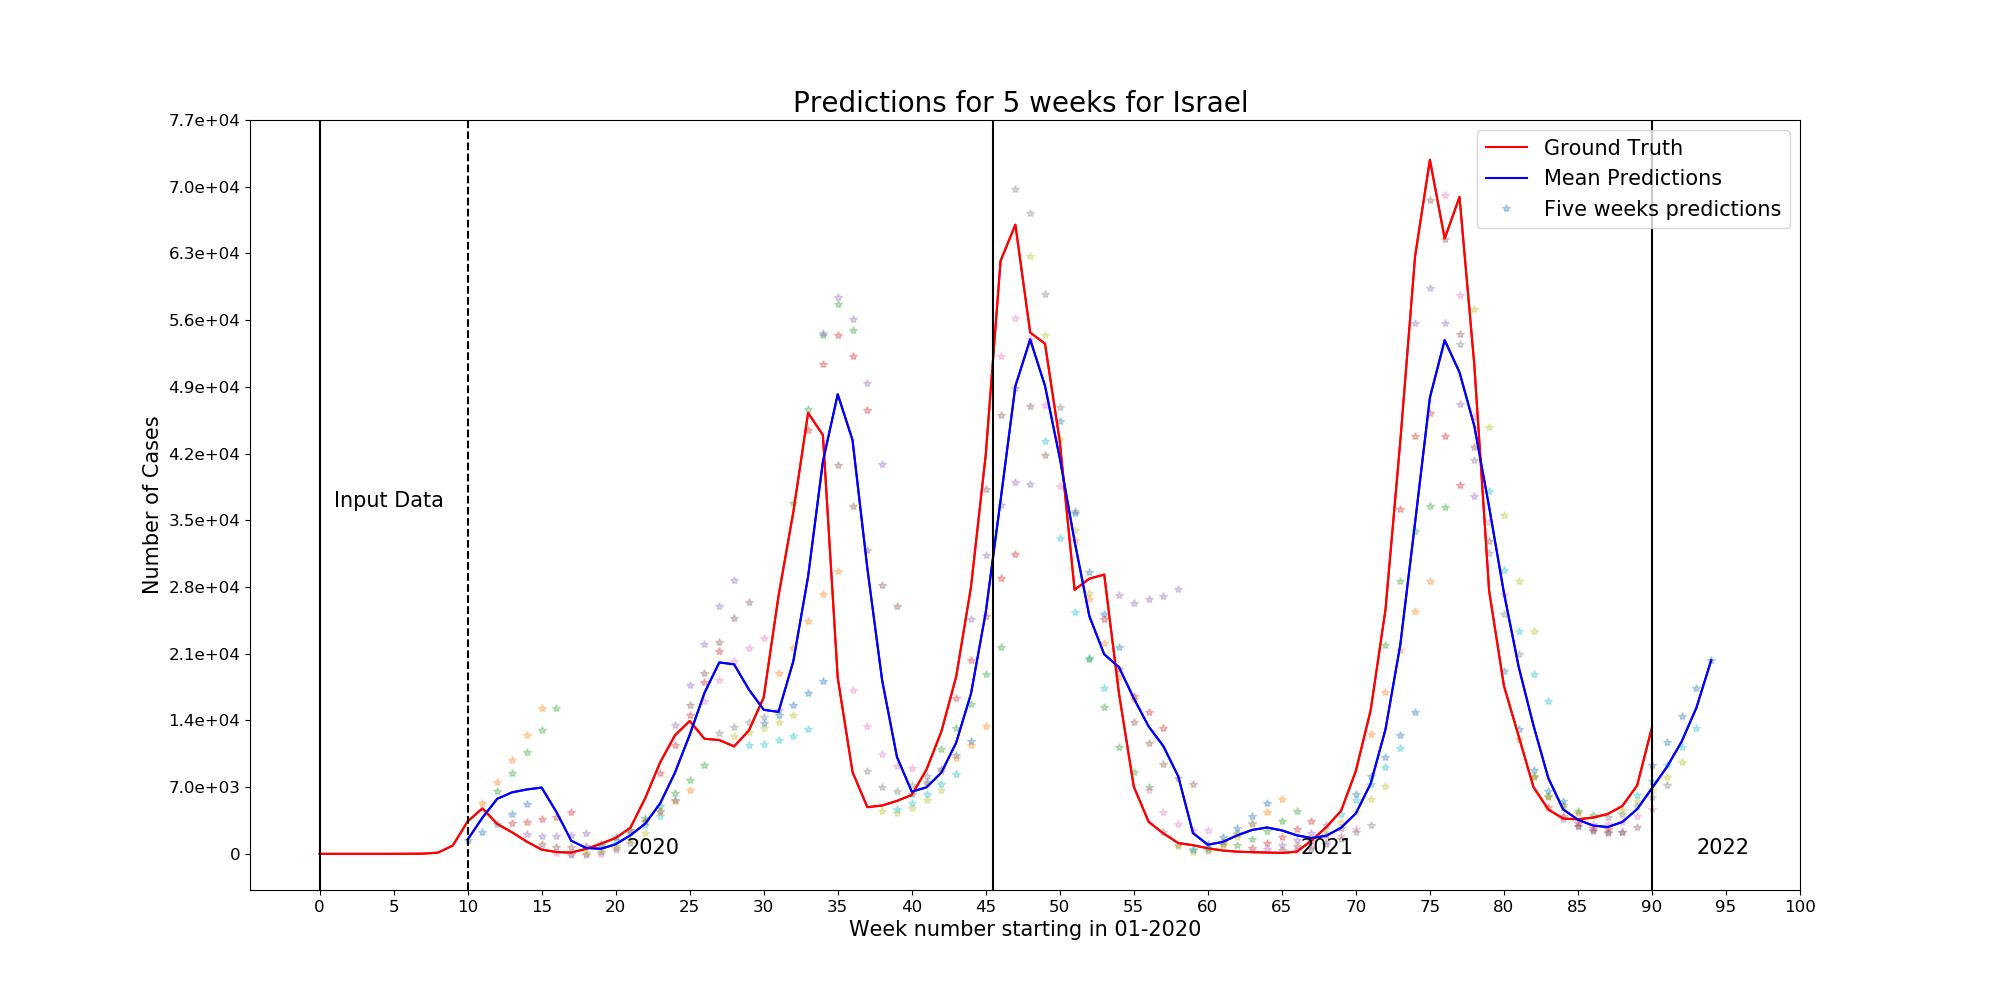 Predictions for 5 weeks for Israel
7.7e+04
7.0e+04
6.3e+04
5.6e+04
4.9e+04
4.2e+04
3.5e+04
2.8e+04
2.1e+04
1.4e+04
7.0e+03
0
Number of Cases
Ground Truth
Mean Predictions
Five weeks predictions
Input Data
2020
2021
2022
0 5 10 15 20 25 30 35 40 45 50 55 60 65 70 75 80 85 90 95 100
Week number starting in 01-2020